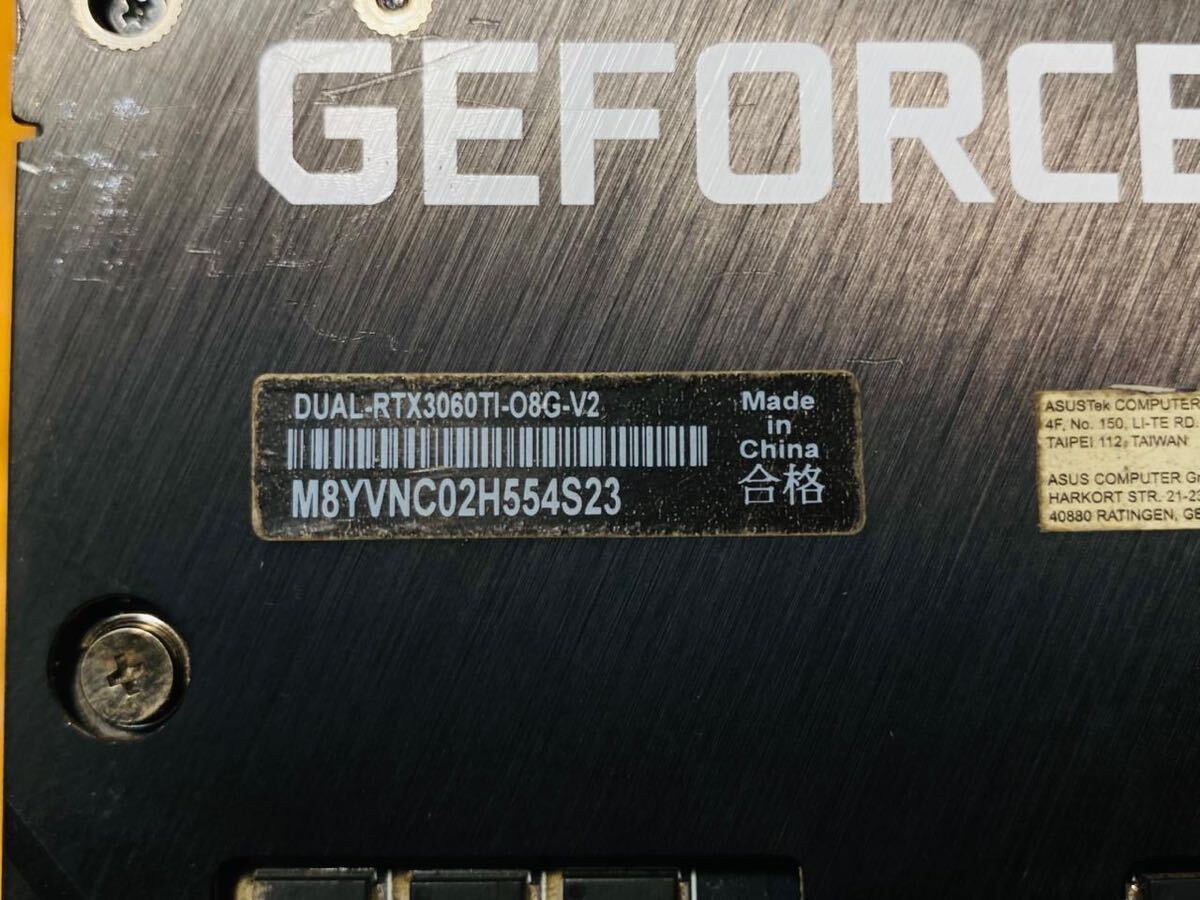 GEFORCE
DUAL-RTX3060TI-O8G-V2
M8YVNC02H554S23
Made
in
China
合格
ASUSTek COMPUTER
4F, No. 150, LI-TE RD.
TAIPEI 112, TAIWAN
ASUS COMPUTER
HARKORT STR.
40880 RATINGEN,